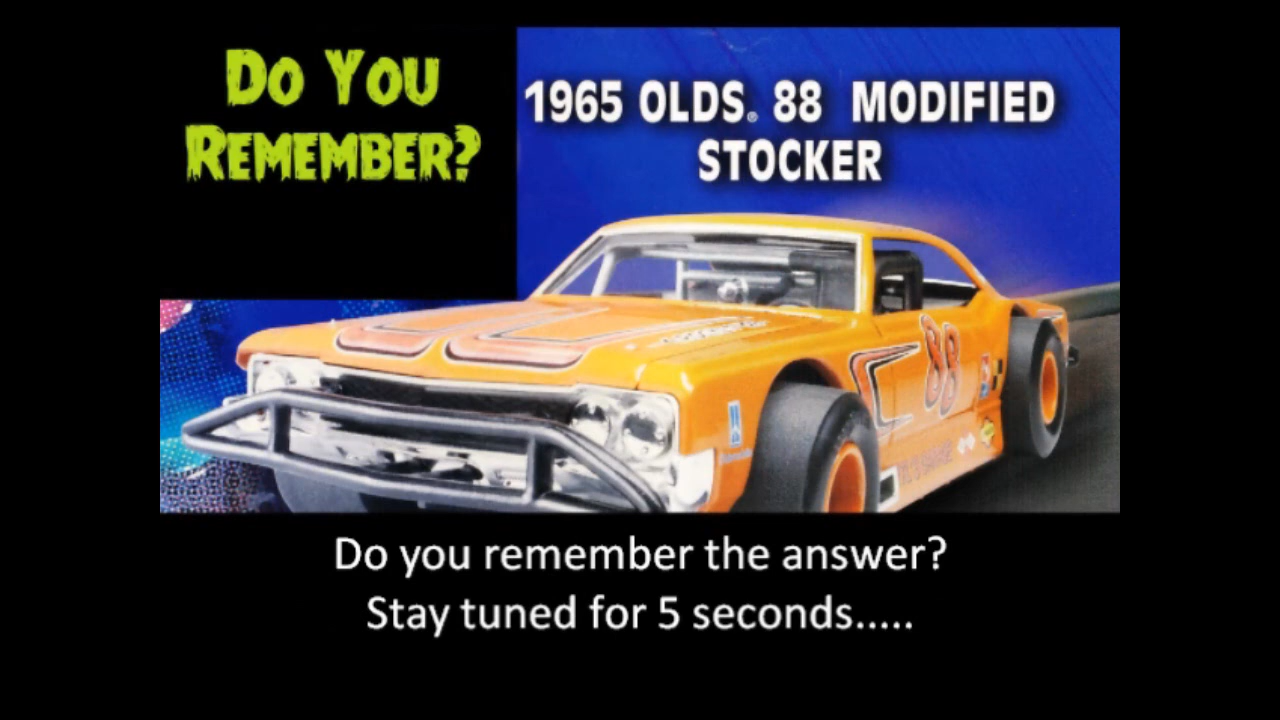 Do You
Remember?
1965 OLDS® 88 MODIFIED
STOCKER
88
Do you remember the answer?
Stay tuned for 5 seconds.....